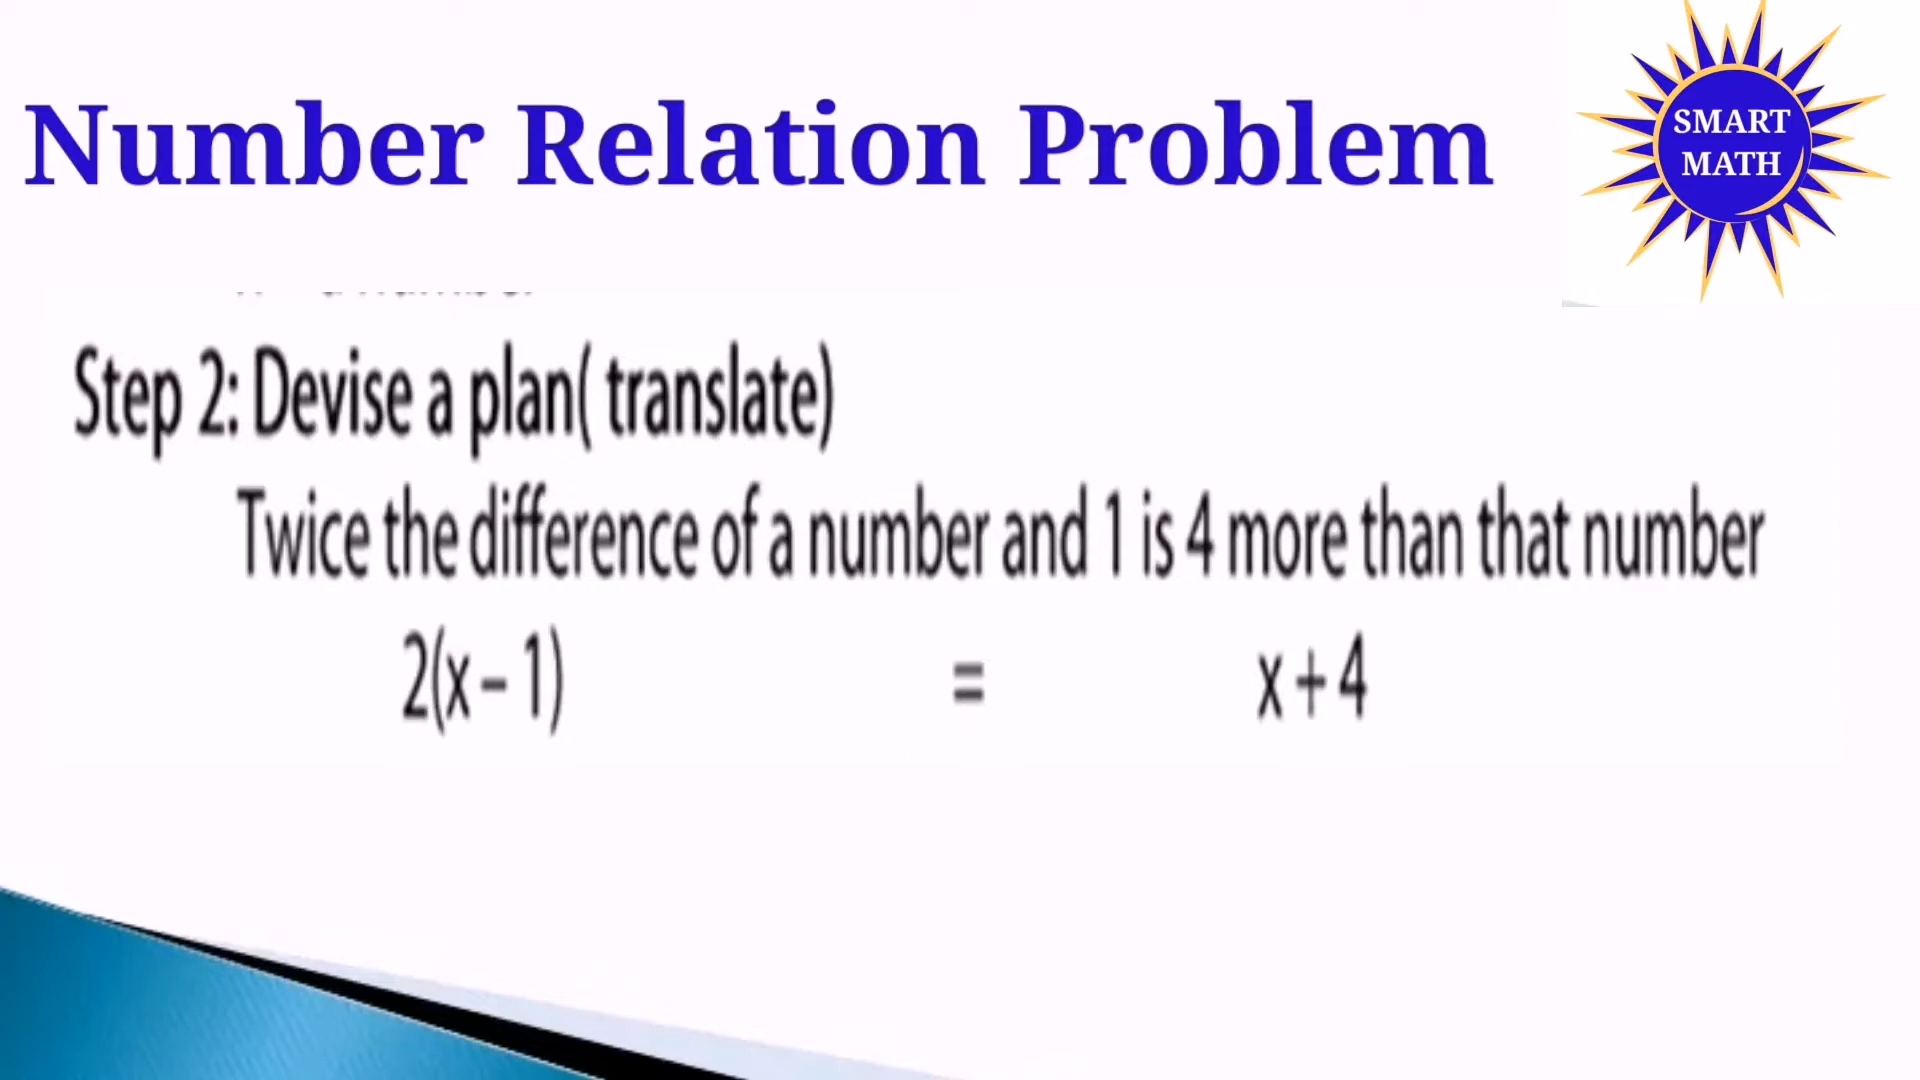 Number Relation Problem
SMART
MATH
Step 2: Devise a plan( translate)
Twice the difference of a number and 1 is 4 more than that number
2(x – 1) = x + 4